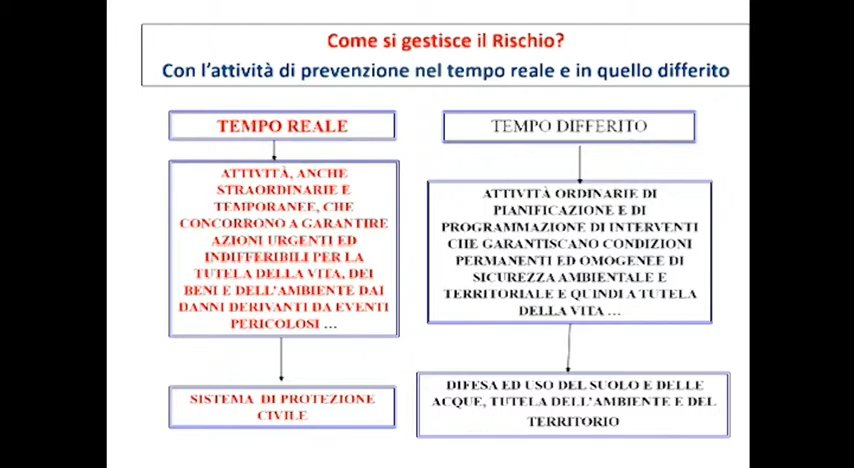 Come si gestisce il Rischio?
Con l'attività di prevenzione nel tempo reale e in quello differito
TEMPO REALE
ATTIVITÀ, ANCHE
STRAORDINARIE E
TEMPORANEE, CHE
CONCORRONO A GARANTIRE
AZIONI URGENTI ED
INDIFFERIBILI PER LA
TUTELA DELLA VITA, DEI
BENI E DELL'AMBIENTE DAI
DANNI DERIVANTI DA EVENTI
PERICOLOSI ...
SISTEMA DI PROTEZIONE
CIVILE
TEMPO DIFFERITO
ATTIVITÀ ORDINARIE DI
PIANIFICAZIONE E DI
PROGRAMMAZIONE DI INTERVENTI
CHE GARANTISCANO CONDIZIONI
PERMANENTI ED OMOGENEE DI
SICUREZZA AMBIENTALE E
TERRITORIALE E QUINDI A TUTELA
DELLA VITA ...
DIFESA ED USO DEL SUOLO E DELLE
ACQUE, TUTELA DELL'AMBIENTE E DEL
TERRITORIO